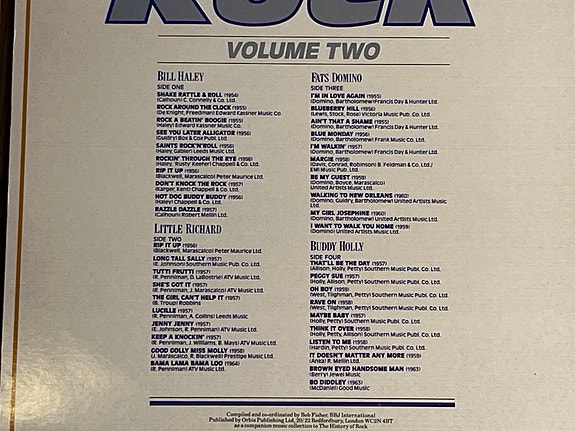 ROCK
VOLUME TWO
BILL HALEY
SIDE ONE
SHAKE RATTLE & ROLL (1954)
(Calhoun) C. Connelly & Co. Ltd.
ROCK AROUND THE CLOCK (1955)
(De Knight, Freedman) Edward Kassner Music Co.
ROCK A BEATIN' BOOGIE (1955)
(Haley) Edward Kassner Music Co.
SEE YOU LATER ALLIGATOR (1956)
(Guidry) Box & Cox Publ. Ltd.
SAINTS ROCK'N'ROLL (1956)
(Haley, Gabler) Leeds Music Ltd.
ROCKIN' THROUGH THE RYE (1956)
(Haley 'Rusty' Keefer) Chappell & Co. Ltd.
RIP IT UP (1956)
(Blackwell, Marascalco) Peter Maurice Ltd.
DON'T KNOCK THE ROCK (1957)
(Karger, Kent) Chappell & Co. Ltd.
HOT DOG BUDDY BUDDY (1956)
(Haley) Chappell & Co. Ltd.
RAZZLE DAZZLE (1957)
(Calhoun) Robert Mellin Ltd.
LITTLE RICHARD
SIDE TWO
RIP IT UP (1956)
(Blackwell, Marascalco) Peter Maurice Ltd.
LONG TALL SALLY (1957)
(E. Johnson) Southern Music Pub. Co. Ltd.
TUTTI FRUTTI (1957)
(R. Penniman, D. LaBostrie) ATV Music Ltd.
SHE'S GOT IT (1957)
(R. Penniman, J. Marascalco) ATV Music Ltd.
THE GIRL CAN'T HELP IT (1957)
(B. Troup) Robbins
LUCILLE (1957)
(R. Penniman, A. Collins) Leeds Music
JENNY JENNY (1957)
(E. Johnson, R. Penniman) ATV Music Ltd.
KEEP A KNOCKIN' (1957)
(R. Penniman, J. Williams, B. Mays) ATV Music Ltd.
GOOD GOLLY MISS MOLLY (1958)
(J. Marascalco, R. Blackwell) Prestige Music Ltd.
BAMA LAMA BAMA LOO (1964)
(R. Penniman) ATV Music Ltd.
FATS DOMINO
SIDE THREE
I'M IN LOVE AGAIN (1955)
(Domino, Bartholomew) Francis Day & Hunter Ltd.
BLUEBERRY HILL (1956)
(Lewis, Stock, Rose) Victoria Music Pub. Co. Ltd.
AIN'T THAT A SHAME (1955)
(Domino, Bartholomew) Francis Day & Hunter Ltd.
BLUE MONDAY (1956)
(Domino, Bartholomew) Frank Music Co. Ltd.
I'M WALKIN' (1957)
(Domino, Bartholomew) Francis Day & Hunter Ltd.
MARGIE (1958)
(Davis, Conrad, Robinson) B. Feldman & Co. Ltd./
EMI Music Pub. Ltd.
BE MY GUEST (1959)
(Domino, Boyce, Marascalco)
United Artists Music Ltd.
WALKING TO NEW ORLEANS (1960)
(Domino, Guidry, Bartholomew) United Artists Music
Ltd.
MY GIRL JOSEPHINE (1960)
(Domino, Bartholomew) United Artists Music Ltd.
I WANT TO WALK YOU HOME (1959)
(Domino) United Artists Music Ltd.
BUDDY HOLLY
SIDE FOUR
THAT'LL BE THE DAY (1957)
(Allison, Holly, Petty) Southern Music Publ. Co. Ltd.
PEGGY SUE (1957)
(Holly, Allison, Petty) Southern Music Publ. Co. Ltd.
OH BOY (1959)
(West, Tilghman, Petty) Southern Music Publ. Co. Ltd.
RAVE ON (1958)
(West, Tilghman, Petty) Southern Music Publ. Co. Ltd.
MAYBE BABY (1957)
(Holly, Petty) Southern Music Publ. Co. Ltd.
THINK IT OVER (1958)
(Holly, Allison, Petty) Southern Music Publ. Co. Ltd.
LISTEN TO ME (1958)
(Hardin, Petty) Southern Music Pub. Co. Ltd.
IT DOESN'T MATTER ANY MORE (1959)
(Anka) R. Mellin Ltd.
BROWN EYED HANDSOME MAN (1963)
(Berry) Jewel Music
BO DIDDLEY (1963)
(McDaniel) Good Music
Compiled and co-ordinated by Bob Fisher, BBJ International
Published by Orbis Publishing Ltd, 20/22 Bedfordbury, London WC2N 4BT
as a companion music collection to The History of Rock